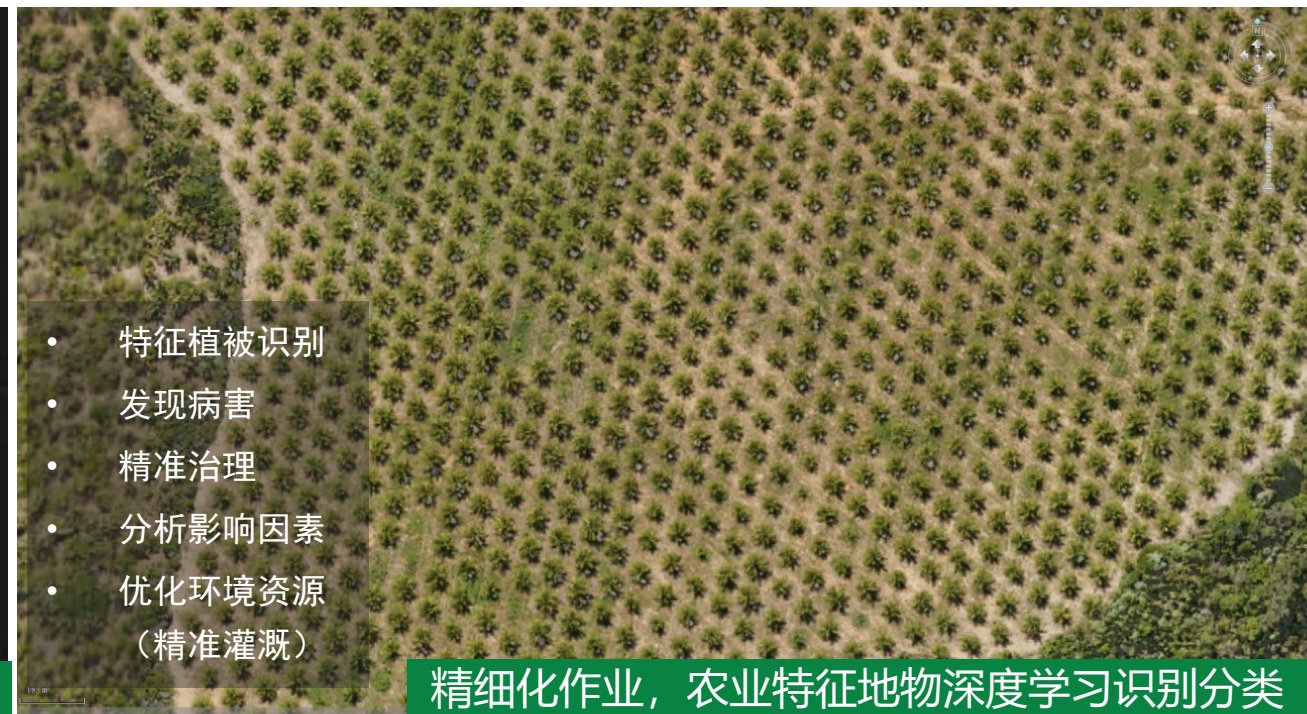 • 特征植被识别
• 发现病害
• 精准治理
• 分析影响因素
• 优化环境资源
（精准灌溉）
N
18 m
精细化作业，农业特征地物深度学习识别分类